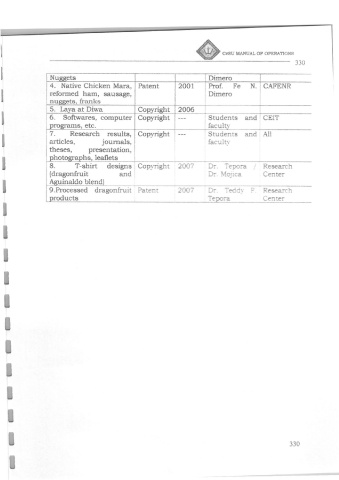 CvSU MANUAL OF OPERATIONS
330
Nuggets Dimero
4. Native Chicken Mara, Patent 2001 Prof. Fe N. CAFENR
reformed ham, sausage, Dimero
nuggets, franks
5. Laya at Diwa Copyright 2006
6. Softwares, computer Copyright --- Students and CEIT
programs, etc. faculty
7. Research results, Copyright --- Students and All
articles, journals, faculty
theses, presentation,
photographs, leaflets
8. T-shirt designs Copyright 2007 Dr. Tepora / Research
(dragonfruit and Dr. Mojica Center
Aguinaldo blend)
9.Processed dragonfruit Patent 2007 Dr. Teddy F. Research
products Tepora Center
330